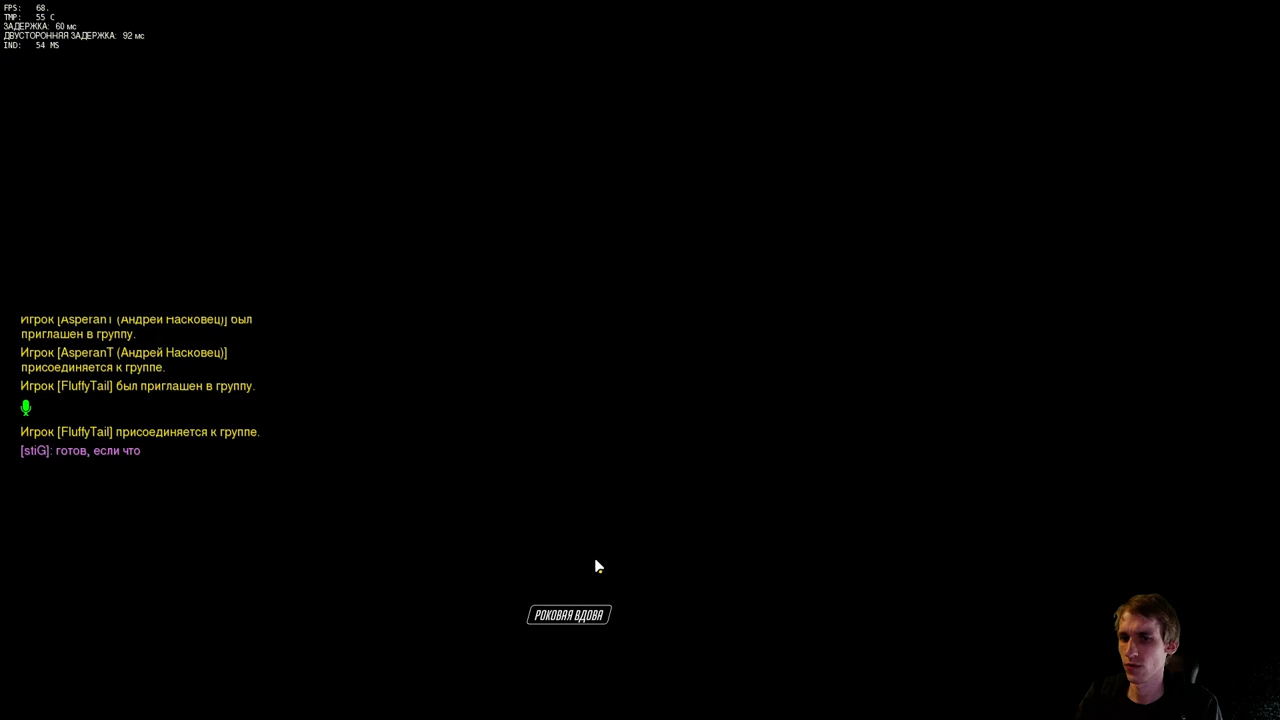 FPS: 68.
TMP: 55 C
ЗАДЕРЖКА: 60 мс
ДВУСТОРОННЯЯ ЗАДЕРЖКА: 92 мс
IND: 54 MS
Игрок [AsperanT (Андрей Насковец)] был
приглашен в группу.
Игрок [AsperanT (Андрей Насковец)]
присоединяется к группе.
Игрок [FluffyTail] был приглашен в группу.
Игрок [FluffyTail] присоединяется к группе.
[stiG]: готов, если что
РОКОВАЯ ВДОВА